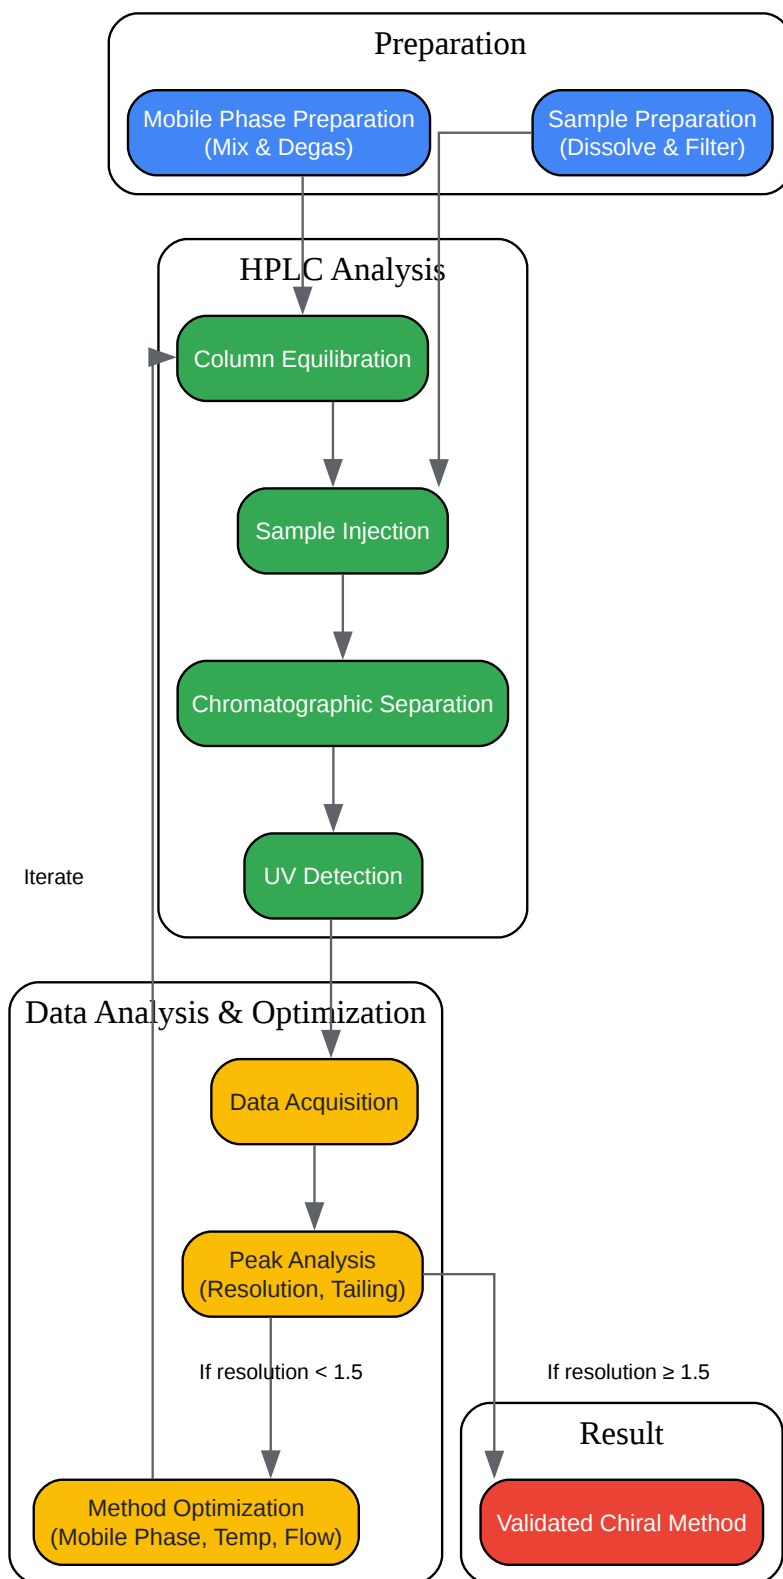 Preparation
Mobile Phase Preparation
(Mix & Degas)
Sample Preparation
(Dissolve & Filter)
HPLC Analysis
Column Equilibration
Sample Injection
Chromatographic Separation
UV Detection
Iterate
Data Analysis & Optimization
Data Acquisition
Peak Analysis
(Resolution, Tailing)
If resolution < 1.5
If resolution ≥ 1.5
Result
Method Optimization
(Mobile Phase, Temp, Flow)
Validated Chiral Method